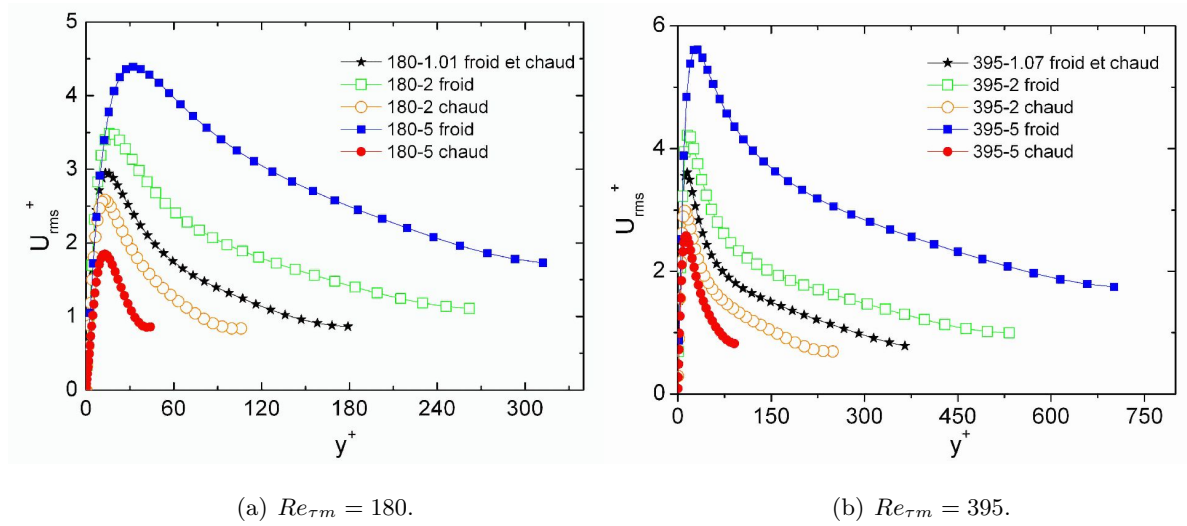 5
4
3
2
1
0
U_rms^+
0 60 120 180 240 300
y^+
180-1.01 froid et chaud
180-2 froid
180-2 chaud
180-5 froid
180-5 chaud
6
4
2
0
U_rms^+
0 150 300 450 600 750
y^+
395-1.07 froid et chaud
395-2 froid
395-2 chaud
395-5 froid
395-5 chaud
(a) Re_τm = 180.
(b) Re_τm = 395.